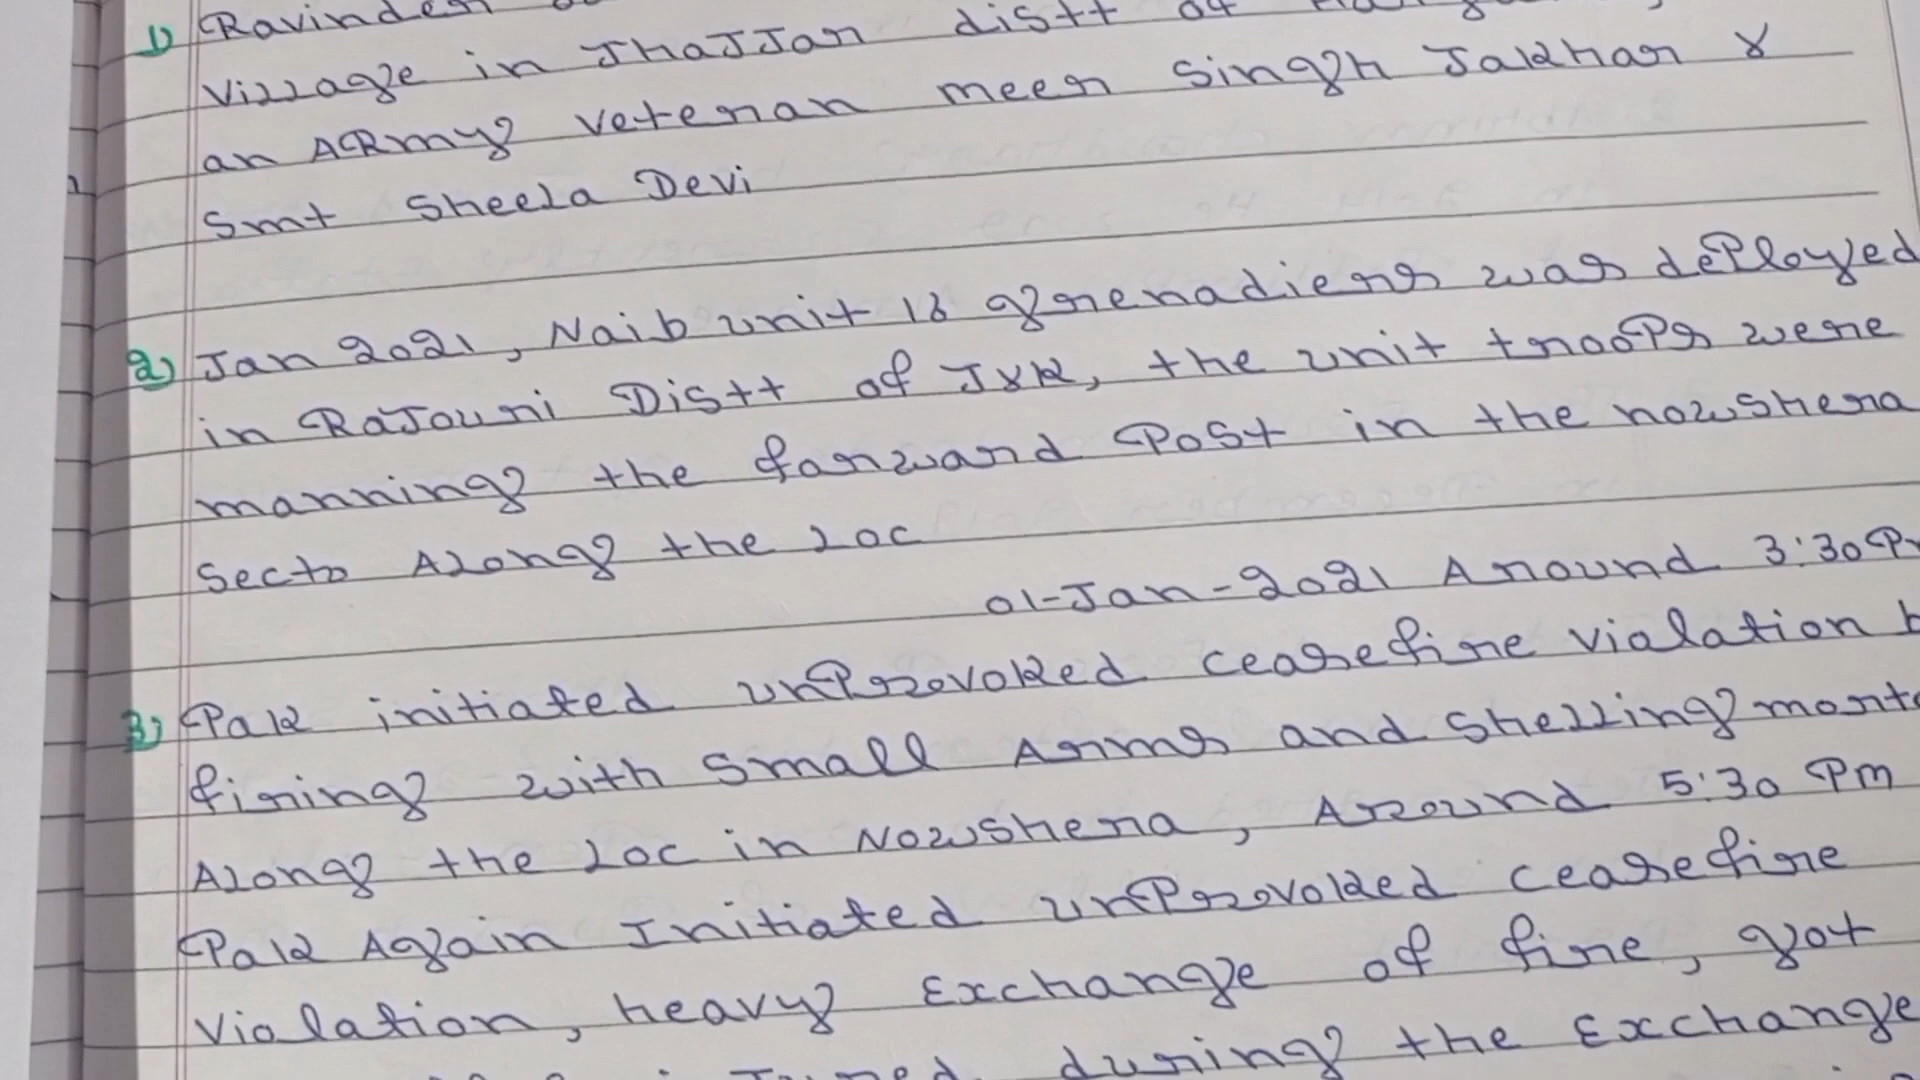 1) Ravinder
Village in JhaJJar distt of
an ARmy veteran meer Singh Jakhar &
Smt Sheela Devi
2) Jan 2021, Naib unit 18 grenadiers was dePloyed
in RaJouri Distt of J&K, the unit trooPs were
manning the farward Post in the nowshera
Secto Along the Loc
01-Jan-2021 Around 3:30 P
3) Pak initiated unProvoked ceasefire violation b
firing with Small Arms and Shelling mort
Along the Loc in Nowshera, Around 5:30 Pm
Pak Again Initiated unProvoked ceasefire
Violation, heavy Exchange of fire, got
during the Exchange